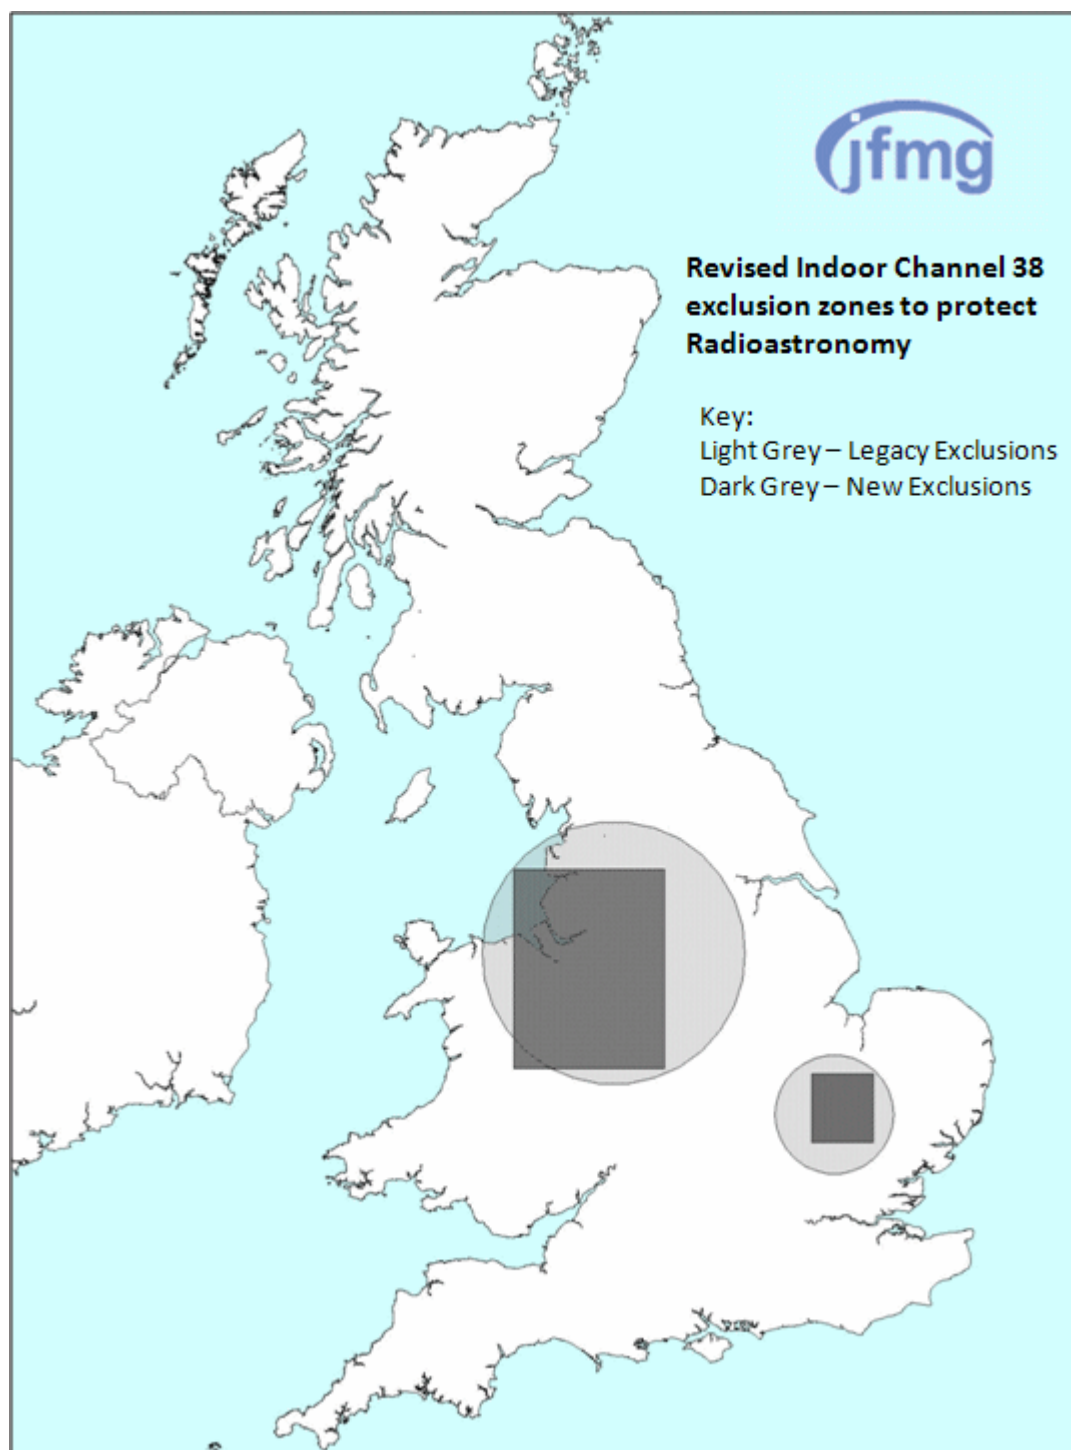 jfmg
Revised Indoor Channel 38
exclusion zones to protect
Radioastronomy
Key:
Light Grey – Legacy Exclusions
Dark Grey – New Exclusions